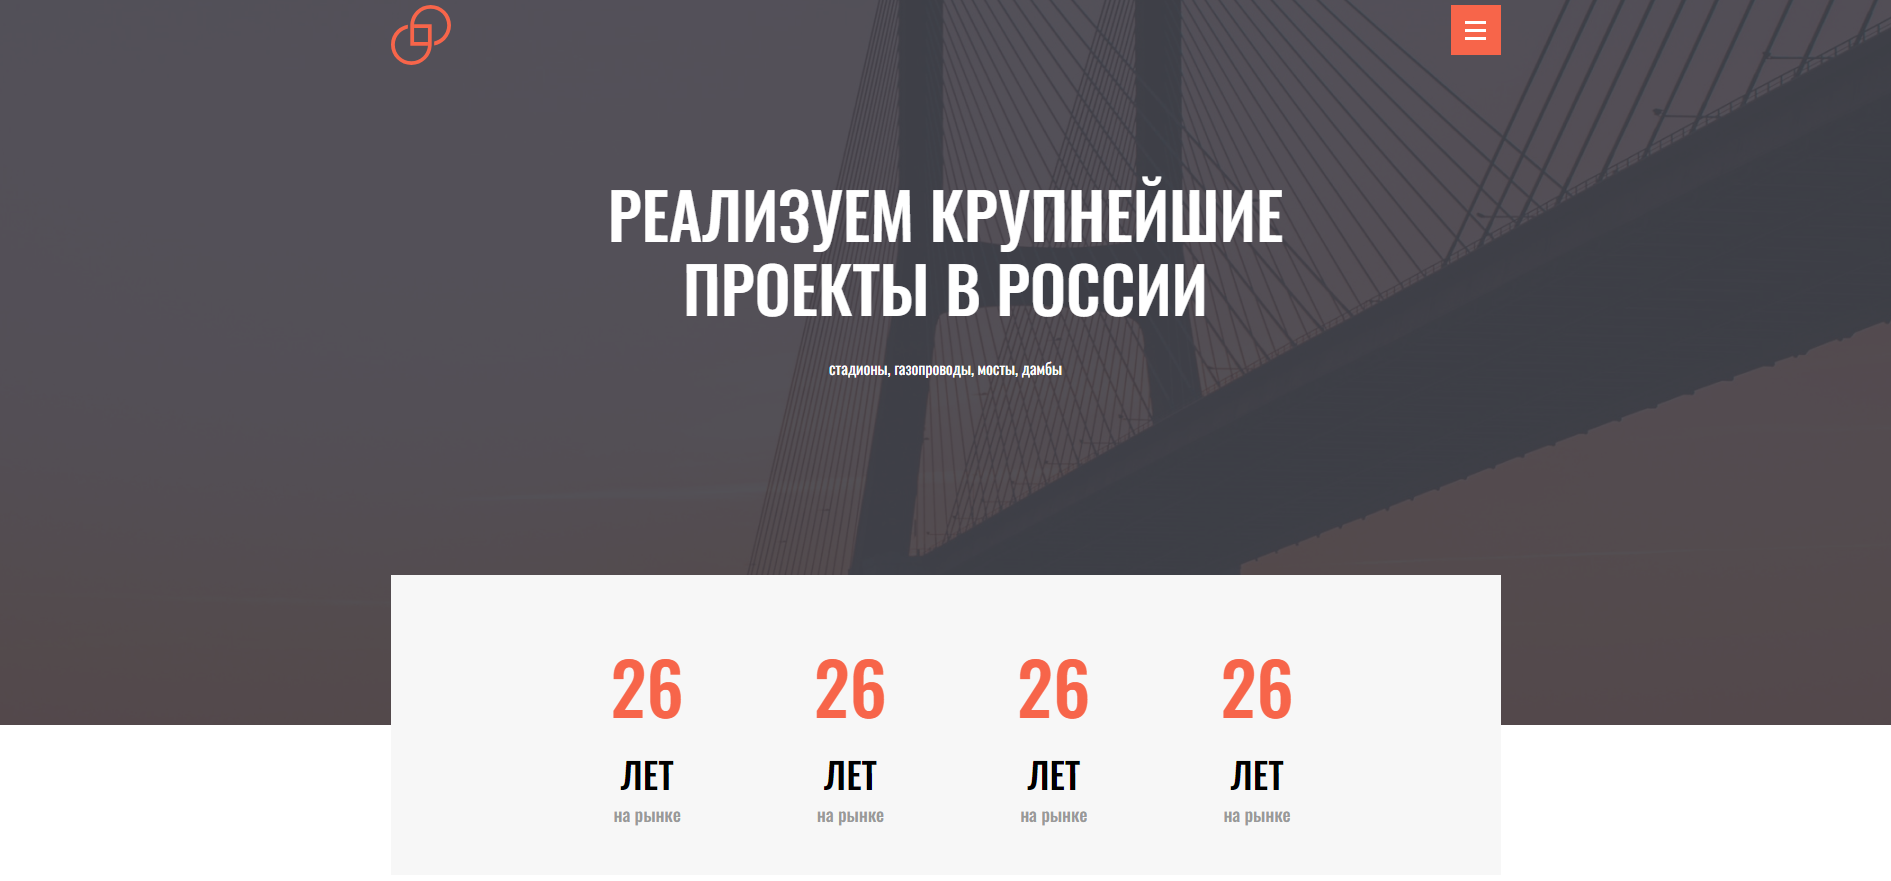 РЕАЛИЗУЕМ КРУПНЕЙШИЕ
ПРОЕКТЫ В РОССИИ
стадионы, газопроводы, мосты, дамбы
26 26 26 26
ЛЕТ ЛЕТ ЛЕТ ЛЕТ
на рынке на рынке на рынке на рынке